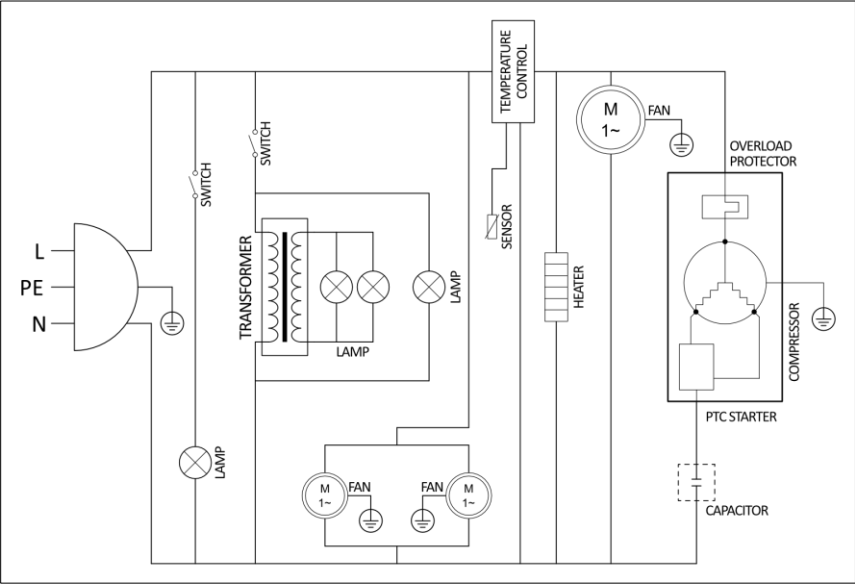 TEMPERATURE
CONTROL
M
1~
FAN
OVERLOAD
PROTECTOR
SWITCH
SWITCH
SENSOR
L
PE
N
TRANSFORMER
LAMP
LAMP
HEATER
COMPRESSOR
PTC STARTER
LAMP
M
1~
FAN
FAN
M
1~
CAPACITOR